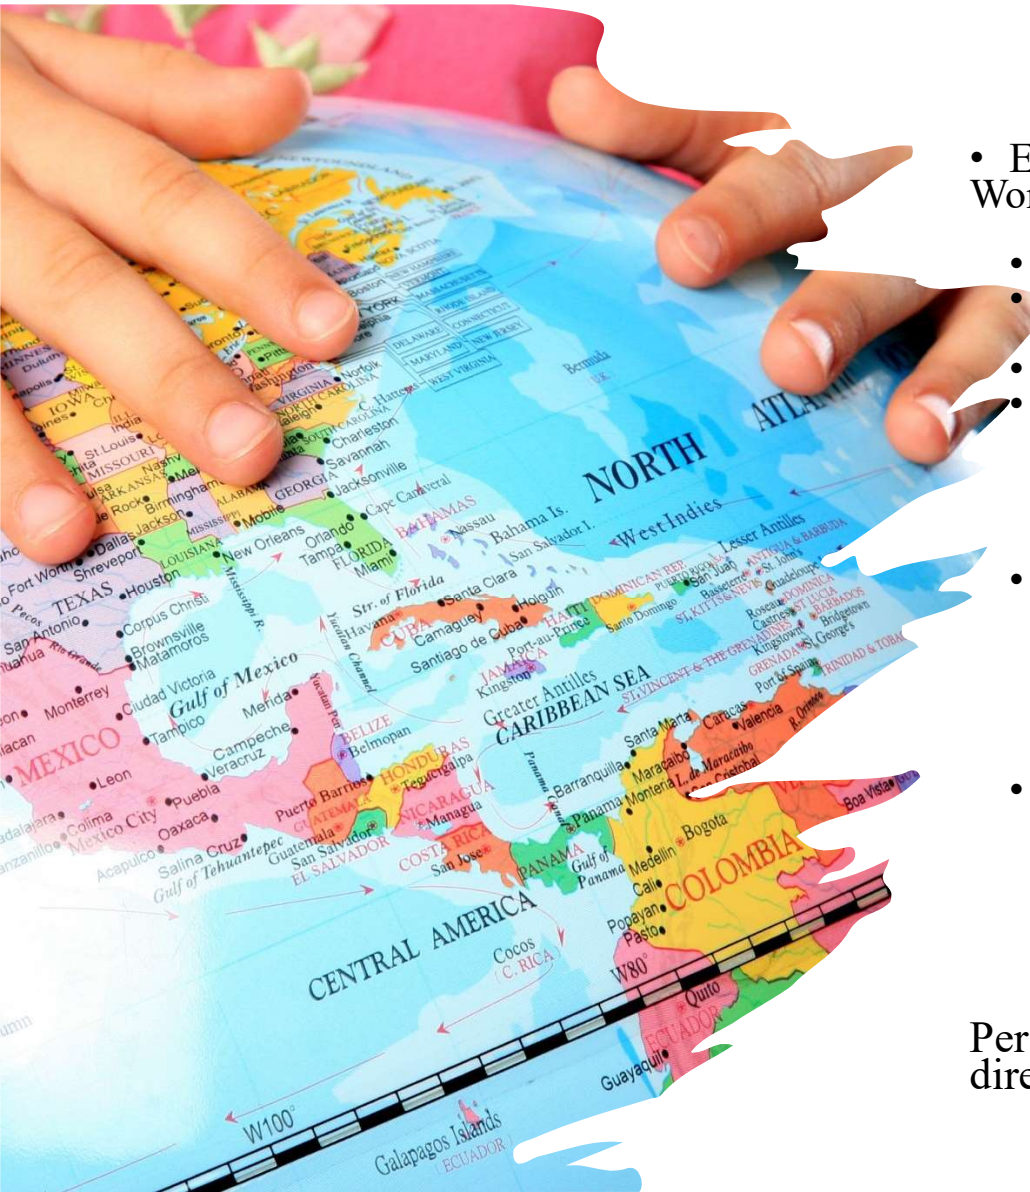 NEWFOUNDLAND
LABRADOR
NOVA SCOTIA
NEW HAMPSHIRE
VERMONT
MASSACHUSETTS
RHODE ISLAND
CONNECTICUT
NEW JERSEY
DELAWARE
MARYLAND
WEST VIRGINIA
Boston
YORK
Norfolk
Washington
VIRGINIA
NORTH CAROLINA
C. Hatteras
SOUTH CAROLINA
Charleston
Savannah
GEORGIA
Jacksonville
Cape Canaveral
Bermuda
U.K.
NORTH
ATLANTIC
Duluth
IOWA
St Louis
MISSOURI
ARKANSAS
Birmingham
Jackson
ALABAMA
MISSISSIPPI
Mobile
Dallas
Shreveport
Fort Worth
LOUISIANA
New Orleans
Orlando
Tampa
FLORIDA
Miami
BAHAMAS
Nassau
Bahama Is.
San Salvador I.
West Indies
TEXAS
Houston
Mississippi R.
Str. of Florida
Pecos
San Antonio
Corpus Christi
Brownsville
Matamoros
Rio Grande
Havana
CUBA
Santa Clara
Camaguey
Holguin
Santiago de Cuba
HAITI
Port-au-Prince
DOMINICAN REP.
Santo Domingo
PUERTO RICO
San Juan
Lesser Antilles
ANTIGUA & BARBUDA
St. John's
Basseterre
ST. KITTS & NEVIS
Guadeloupe
DOMINICA
Roseau
ST LUCIA
Castries
BARBADOS
Bridgetown
Kingstown
St. George's
GRENADA
Port of Spain
TRINIDAD & TOBAG
ST. VINCENT & THE GRENADINES
JAMAICA
Kingston
Greater Antilles
CARIBBEAN SEA
Yucatan Channel
Monterrey
Ciudad Victoria
Gulf of Mexico
Tampico
Merida
Yucatan Pen.
Campeche
Veracruz
MEXICO
Leon
Puebla
Colima
Mexico City
Oaxaca
Acapulco
Salina Cruz
Gulf of Tehuantepec
BELIZE
Belmopan
HONDURAS
Tegucigalpa
Puerto Barrios
GUATEMALA
Guatemala
San Salvador
EL SALVADOR
NICARAGUA
Managua
COSTA RICA
San Jose
Panama Canal
PANAMA
Panama
Gulf of
Panama
Santa Marta
Barranquilla
Maracaibo
L. de Maracaibo
Monteria
Caracas
Valencia
R. Orinoco
Boa Vista
Bogota
Medellin
COLOMBIA
Cali
Popayan
Pasto
CENTRAL AMERICA
Cocos
( C. RICA )
W80°
Quito
ECUADOR
Guayaquil
W100°
Galapagos Islands
( ECUADOR )
• E
Wor
•
•
•
•
•
•
Per
dire